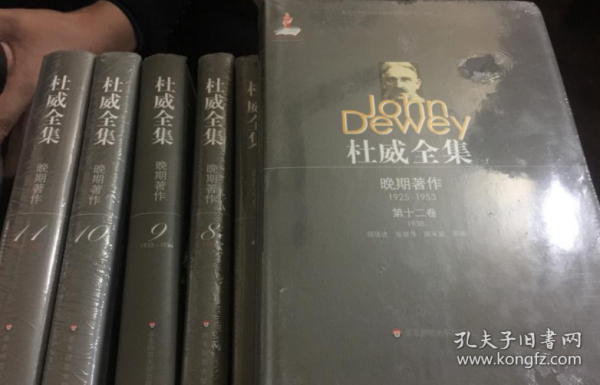 杜威全集
晚期著作
11
杜威全集
晚期著作
10
杜威全集
晚期著作
9
杜威全集
晚期著作
8
John
Dewey
杜威全集
晚期著作
1925-1953
第十二卷
1938
孔夫子旧书网
www.kongfz.com